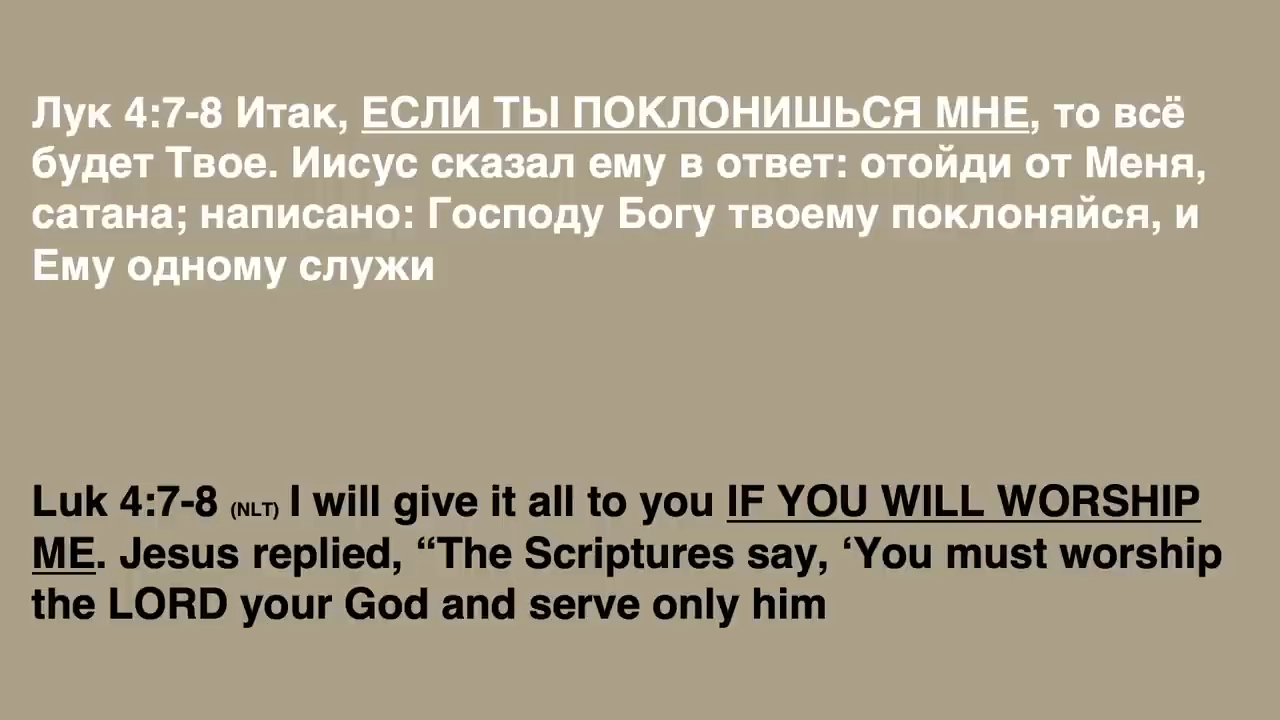 Лук 4:7-8 Итак, ЕСЛИ ТЫ ПОКЛОНИШЬСЯ МНЕ, то всё
будет Твое. Иисус сказал ему в ответ: отойди от Меня,
сатана; написано: Господу Богу твоему поклоняйся, и
Ему одному служи
Luk 4:7-8 (NLT) I will give it all to you IF YOU WILL WORSHIP
ME. Jesus replied, “The Scriptures say, ‘You must worship
the LORD your God and serve only him